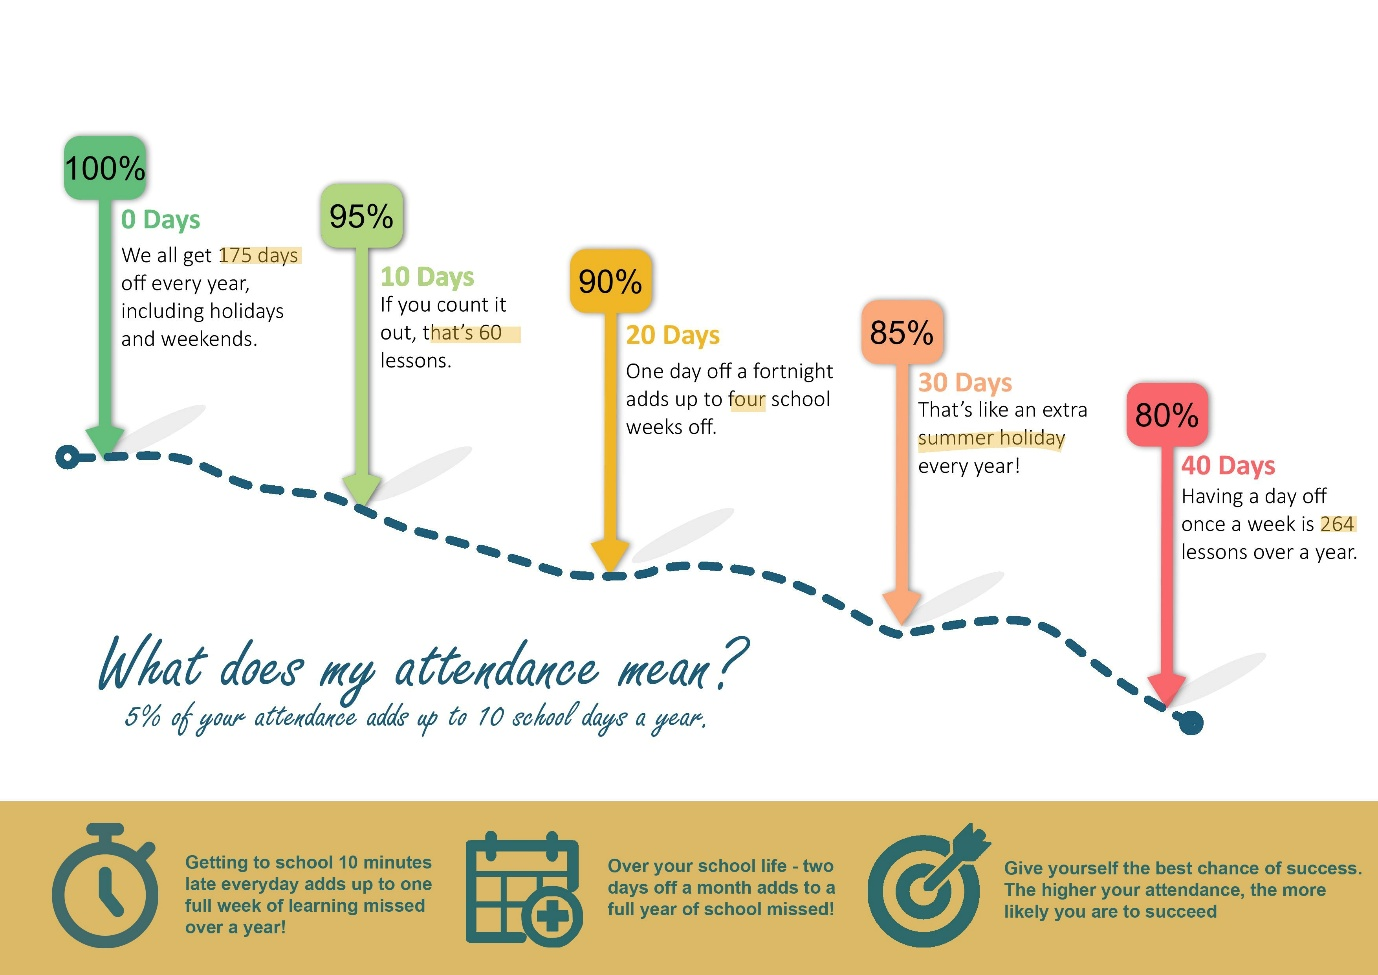 100%
0 Days
We all get 175 days
off every year,
including holidays
and weekends.
95%
10 Days
If you count it
out, that's 60
lessons.
90%
20 Days
One day off a fortnight
adds up to four school
weeks off.
85%
30 Days
That's like an extra
summer holiday
every year!
80%
40 Days
Having a day off
once a week is 264
lessons over a year.
What does my attendance mean?
5% of your attendance adds up to 10 school days a year.
Getting to school 10 minutes
late everyday adds up to one
full week of learning missed
over a year!
Over your school life - two
days off a month adds to a
full year of school missed!
Give yourself the best chance of success.
The higher your attendance, the more
likely you are to succeed